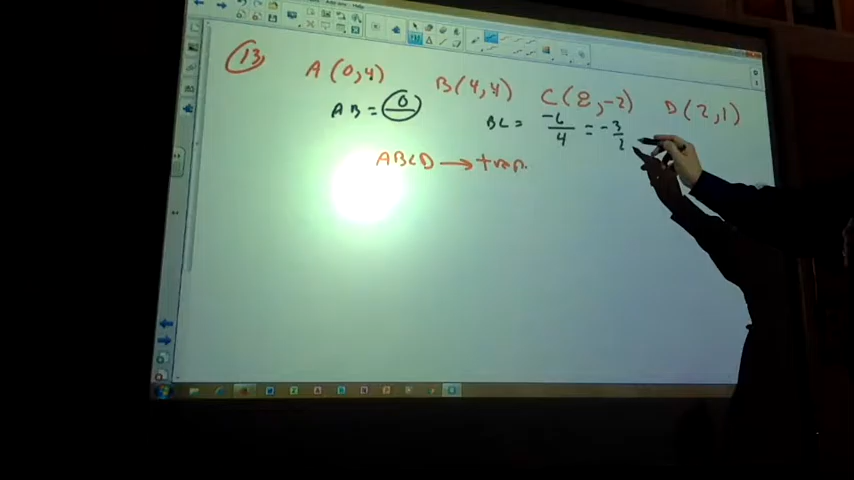 13 A(0,4) B(4,4) C(8,-2) D(2,1)
AB = 0 BC = -6/4 = -3/2
ABCD → trap.